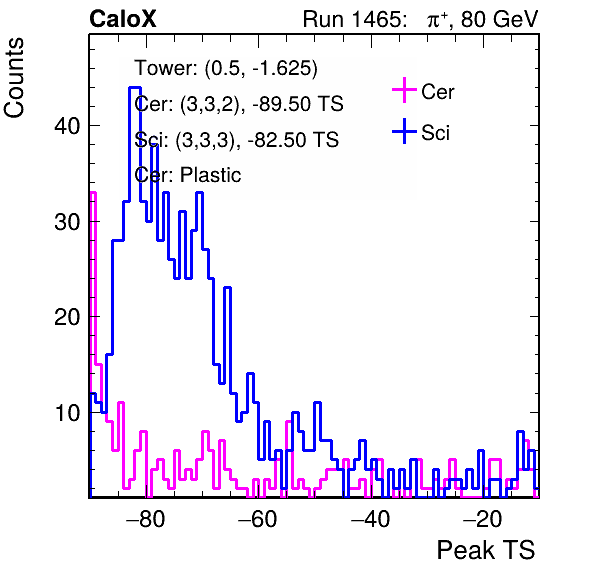 CaloX Run 1465: π⁺, 80 GeV
Counts
Tower: (0.5, -1.625)
Cer: (3,3,2), -89.50 TS
Sci: (3,3,3), -82.50 TS
Cer: Plastic
Cer
Sci
40
30
20
10
−80 −60 −40 −20
Peak TS